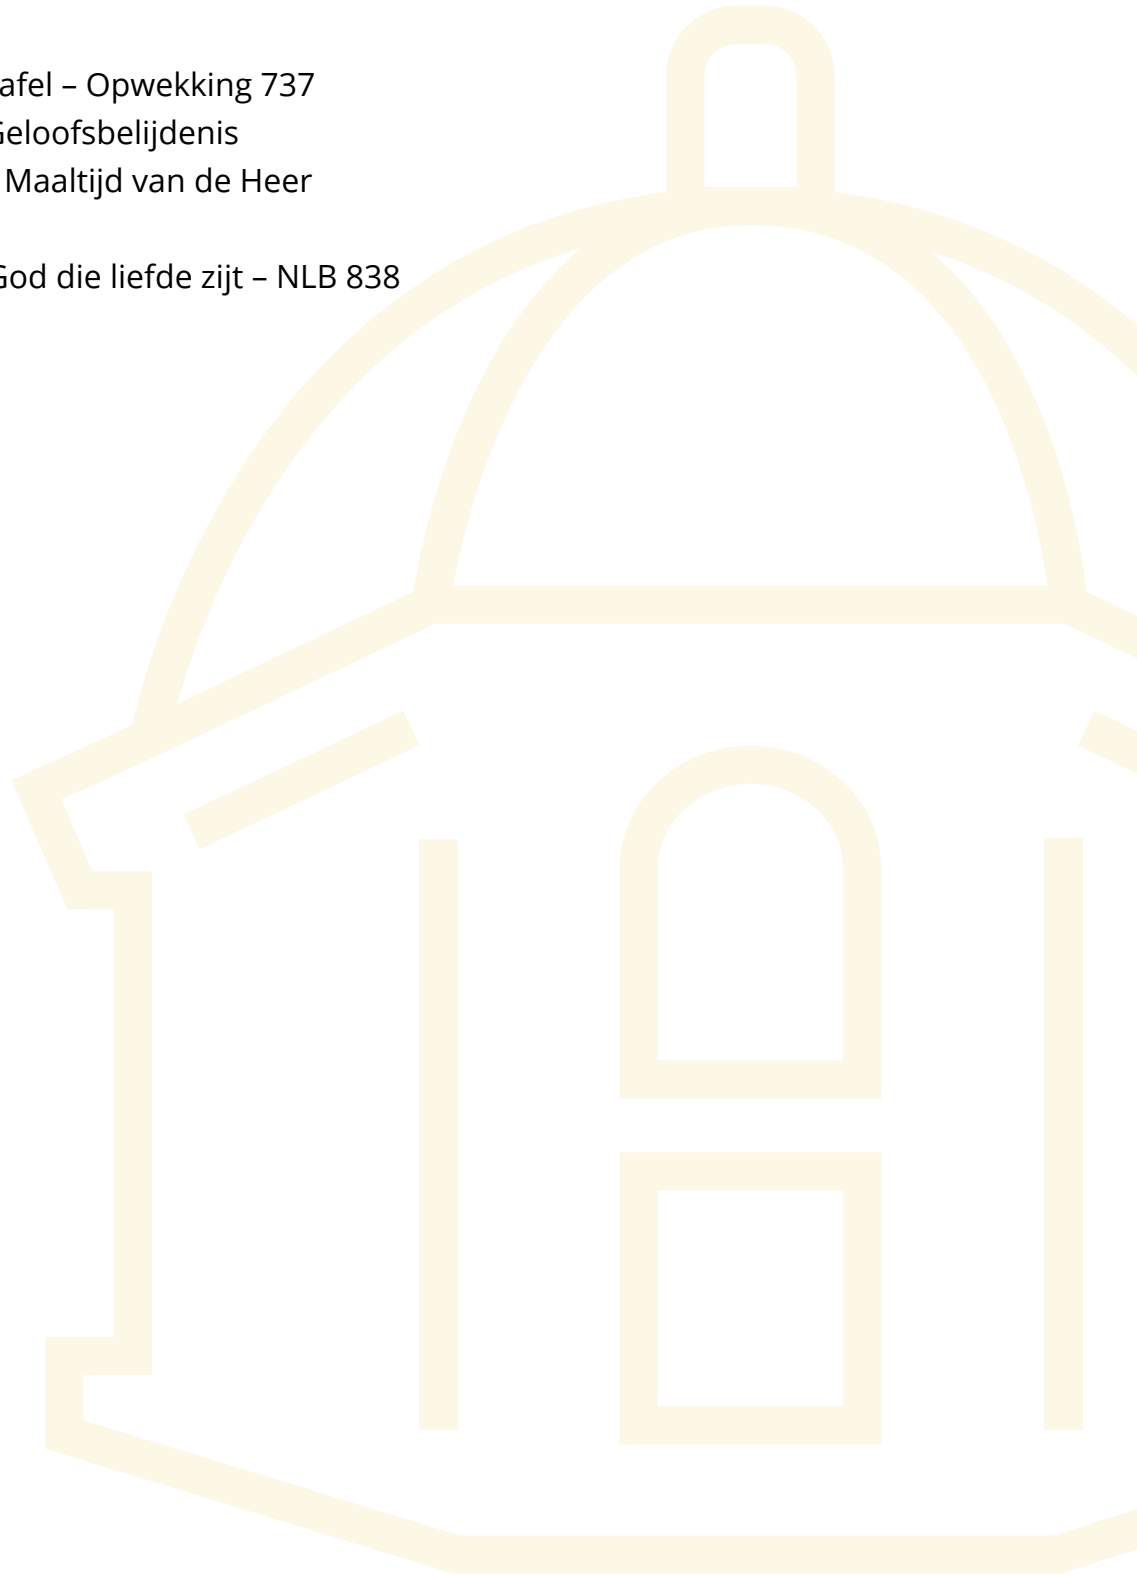 afel – Opwekking 737
Geloofsbelijdenis
Maaltijd van de Heer
God die liefde zijt – NLB 838